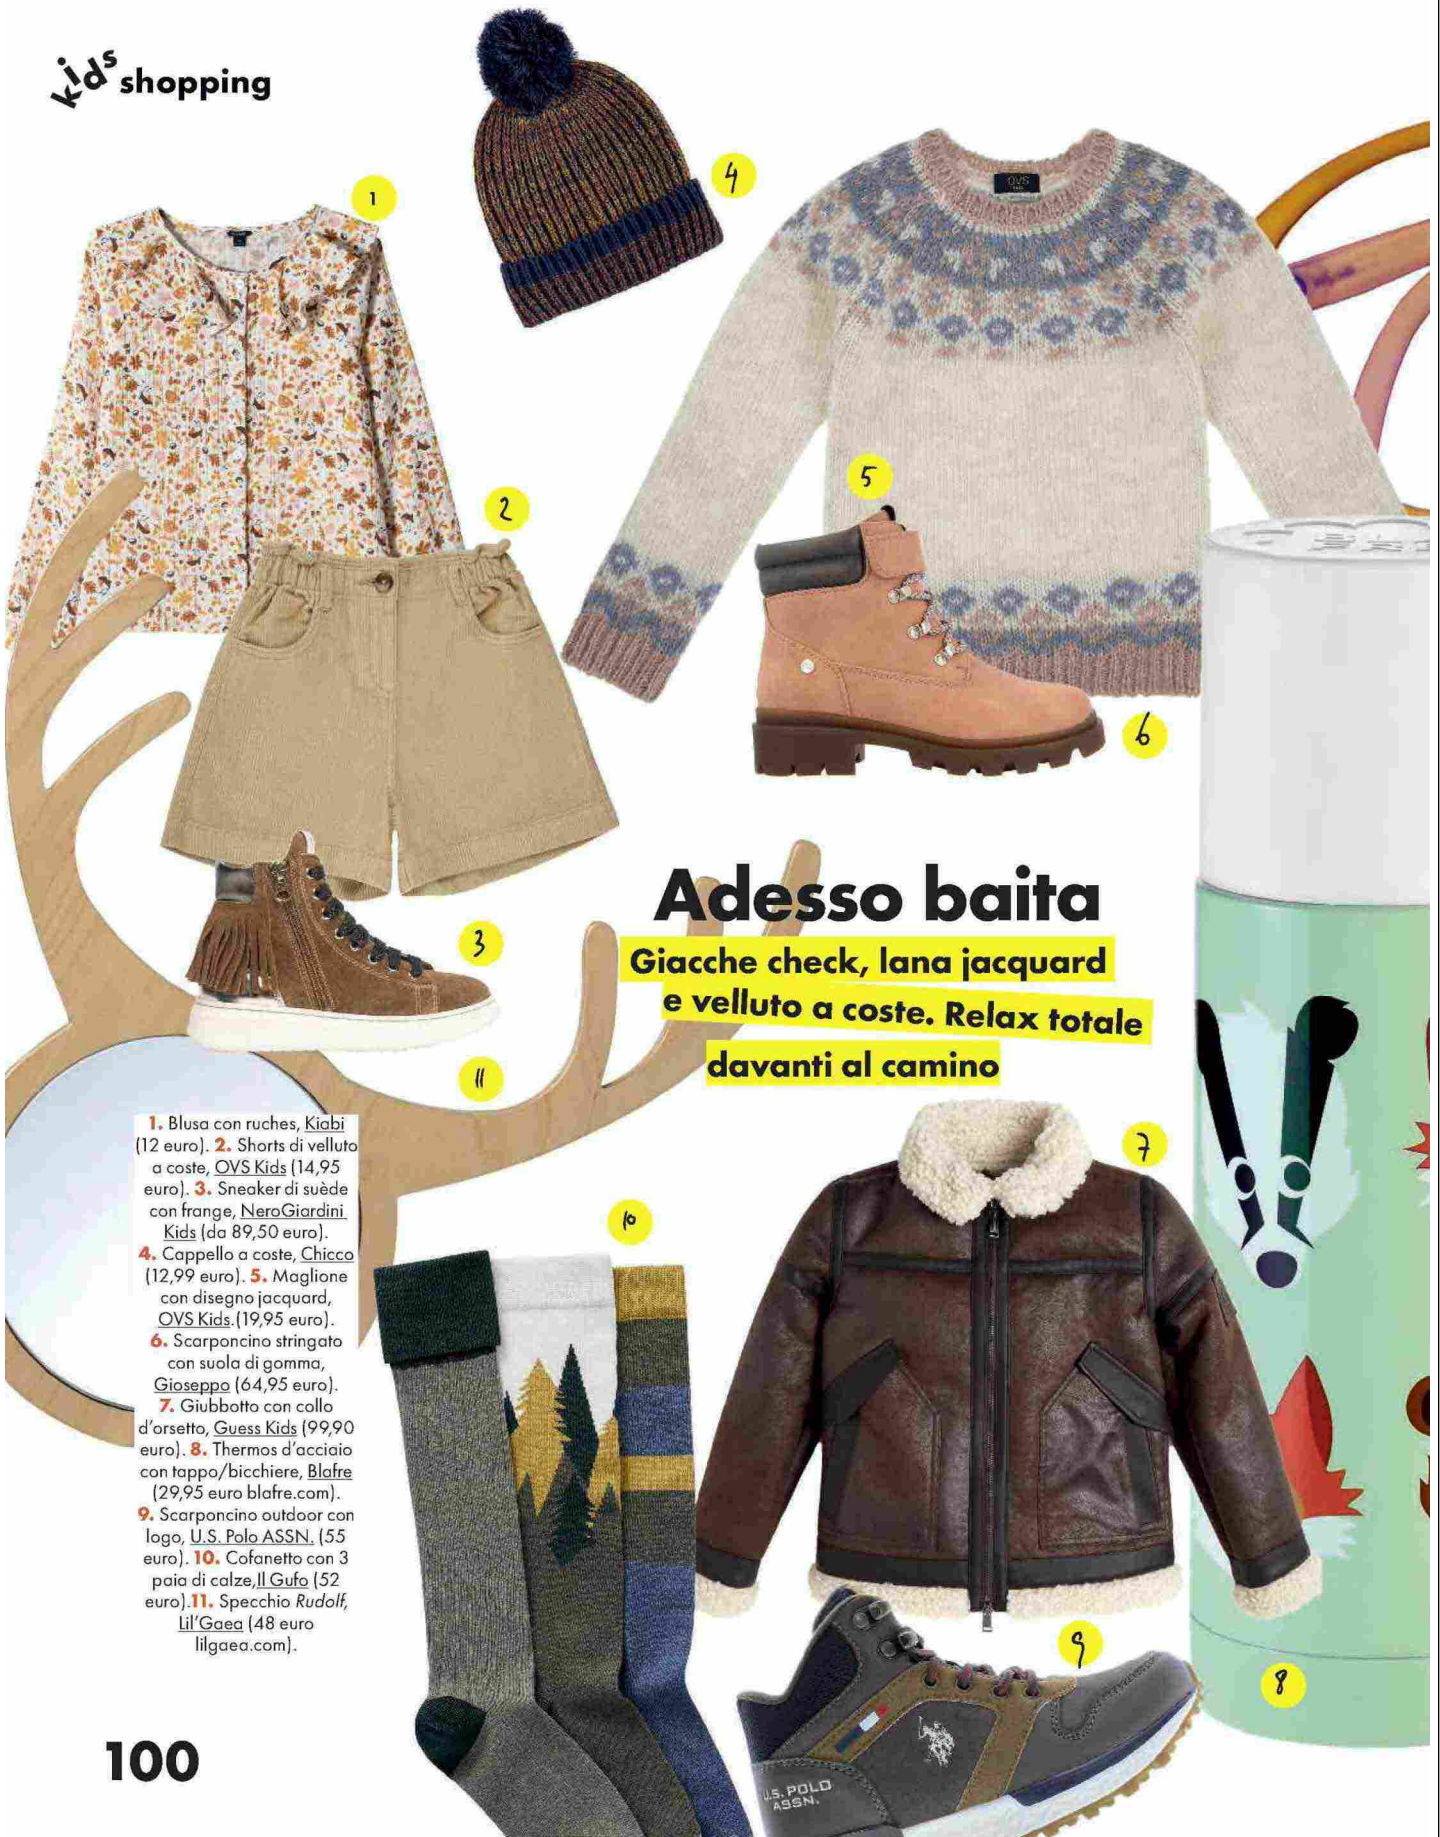 kids shopping
1
4
OVS
5
2
6
3
Adesso baita
Giacche check, lana jacquard
e velluto a coste. Relax totale
davanti al camino
11
7
10
1. Blusa con ruches, Kiabi
(12 euro). 2. Shorts di velluto
a coste, OVS Kids (14,95
euro). 3. Sneaker di suède
con frange, NeroGiardini
Kids (da 89,50 euro).
4. Cappello a coste, Chicco
(12,99 euro). 5. Maglione
con disegno jacquard,
OVS Kids.(19,95 euro).
6. Scarponcino stringato
con suola di gomma,
Gioseppo (64,95 euro).
7. Giubbotto con collo
d'orsetto, Guess Kids (99,90
euro). 8. Thermos d'acciaio
con tappo/bicchiere, Blafre
(29,95 euro blafre.com).
9. Scarponcino outdoor con
logo, U.S. Polo ASSN. (55
euro). 10. Cofanetto con 3
paia di calze,Il Gufo (52
euro).11. Specchio Rudolf,
Lil'Gaea (48 euro
lilgaea.com).
9
8
U.S. POLO
ASSN.
100